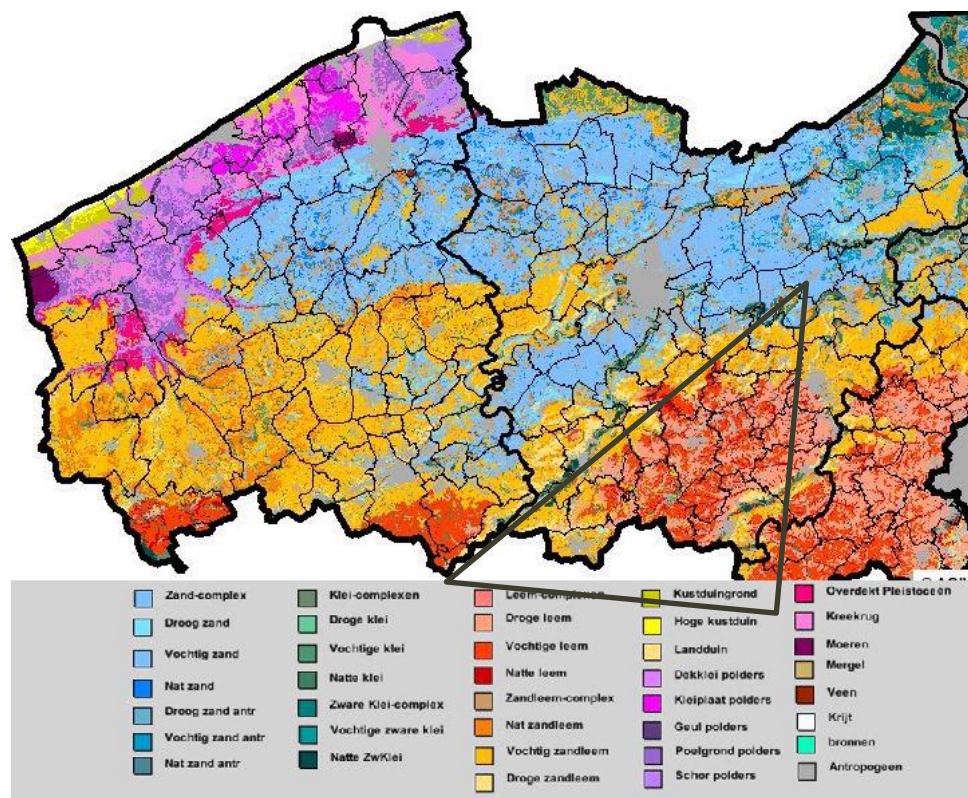 Zand-complex
Droog zand
Vochtig zand
Nat zand
Droog zand antr
Vochtig zand antr
Nat zand antr
Klei-complexen
Droge klei
Vochtige klei
Natte klei
Zware Klei-complex
Vochtige zware klei
Natte ZwKlei
Leem-complexen
Droge leem
Vochtige leem
Natte leem
Zandleem-complex
Nat zandleem
Vochtig zandleem
Droge zandleem
Kustduingrond
Hoge kustduin
Landduin
Dekklei polders
Kleiplaat polders
Geul polders
Poelgrond polders
Schor polders
Overdekt Pleistoceen
Kreekrug
Moeren
Mergel
Veen
Krijt
bronnen
Antropogeen